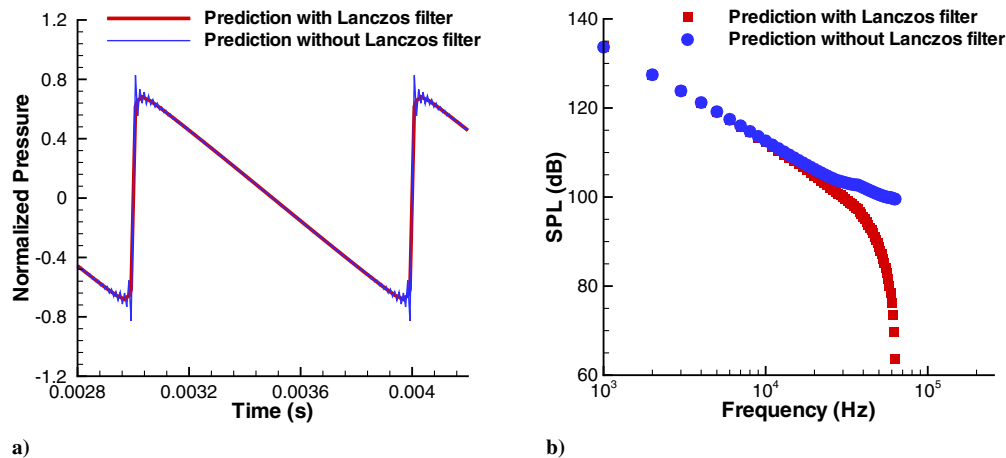 Prediction with Lanczos filter
Prediction without Lanczos filter
Normalized Pressure
1.2
0.8
0.4
0
-0.4
-0.8
-1.2
0.0028
0.0032
0.0036
0.004
Time (s)
a)
Prediction with Lanczos filter
Prediction without Lanczos filter
SPL (dB)
140
120
100
80
60
10³
10⁴
10⁵
Frequency (Hz)
b)